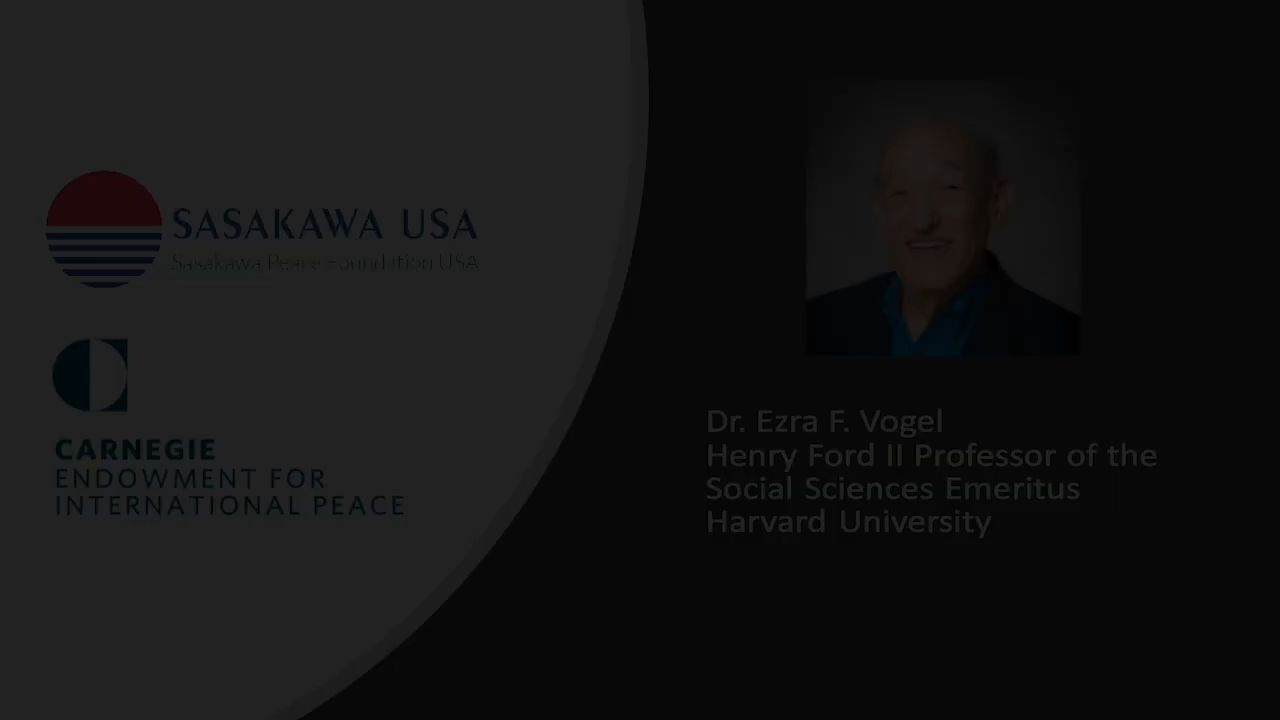 SASAKAWA USA
Sasakawa Peace Foundation USA
CARNEGIE
ENDOWMENT FOR
INTERNATIONAL PEACE
Dr. Ezra F. Vogel
Henry Ford II Professor of the
Social Sciences Emeritus
Harvard University